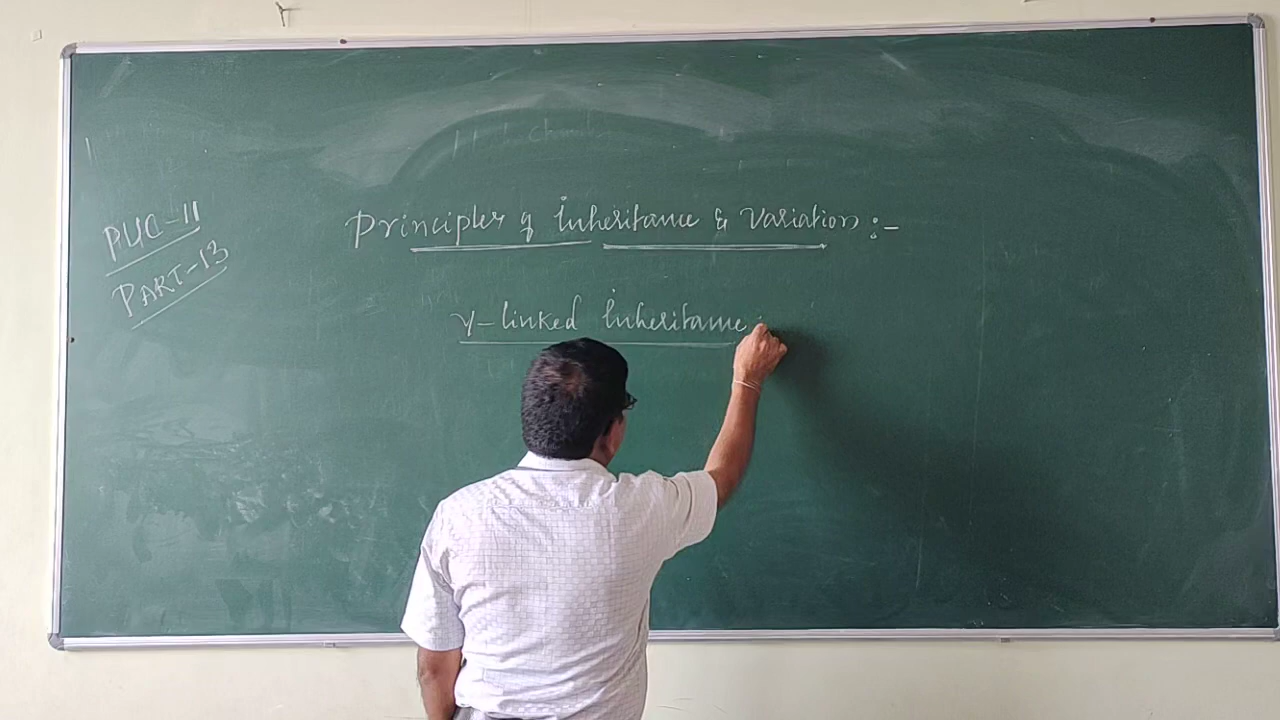 PUC-II
PART-13
Principles of Inheritance & Variation :-
Y-linked Inheritance :